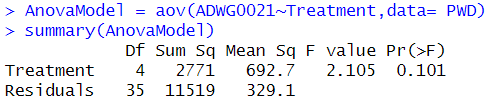 > AnovaModel = aov(ADWG0021~Treatment,data= PWD)
> summary(AnovaModel)
            Df Sum Sq Mean Sq F value Pr(>F)
Treatment    4   2771   692.7   2.105  0.101
Residuals   35  11519   329.1